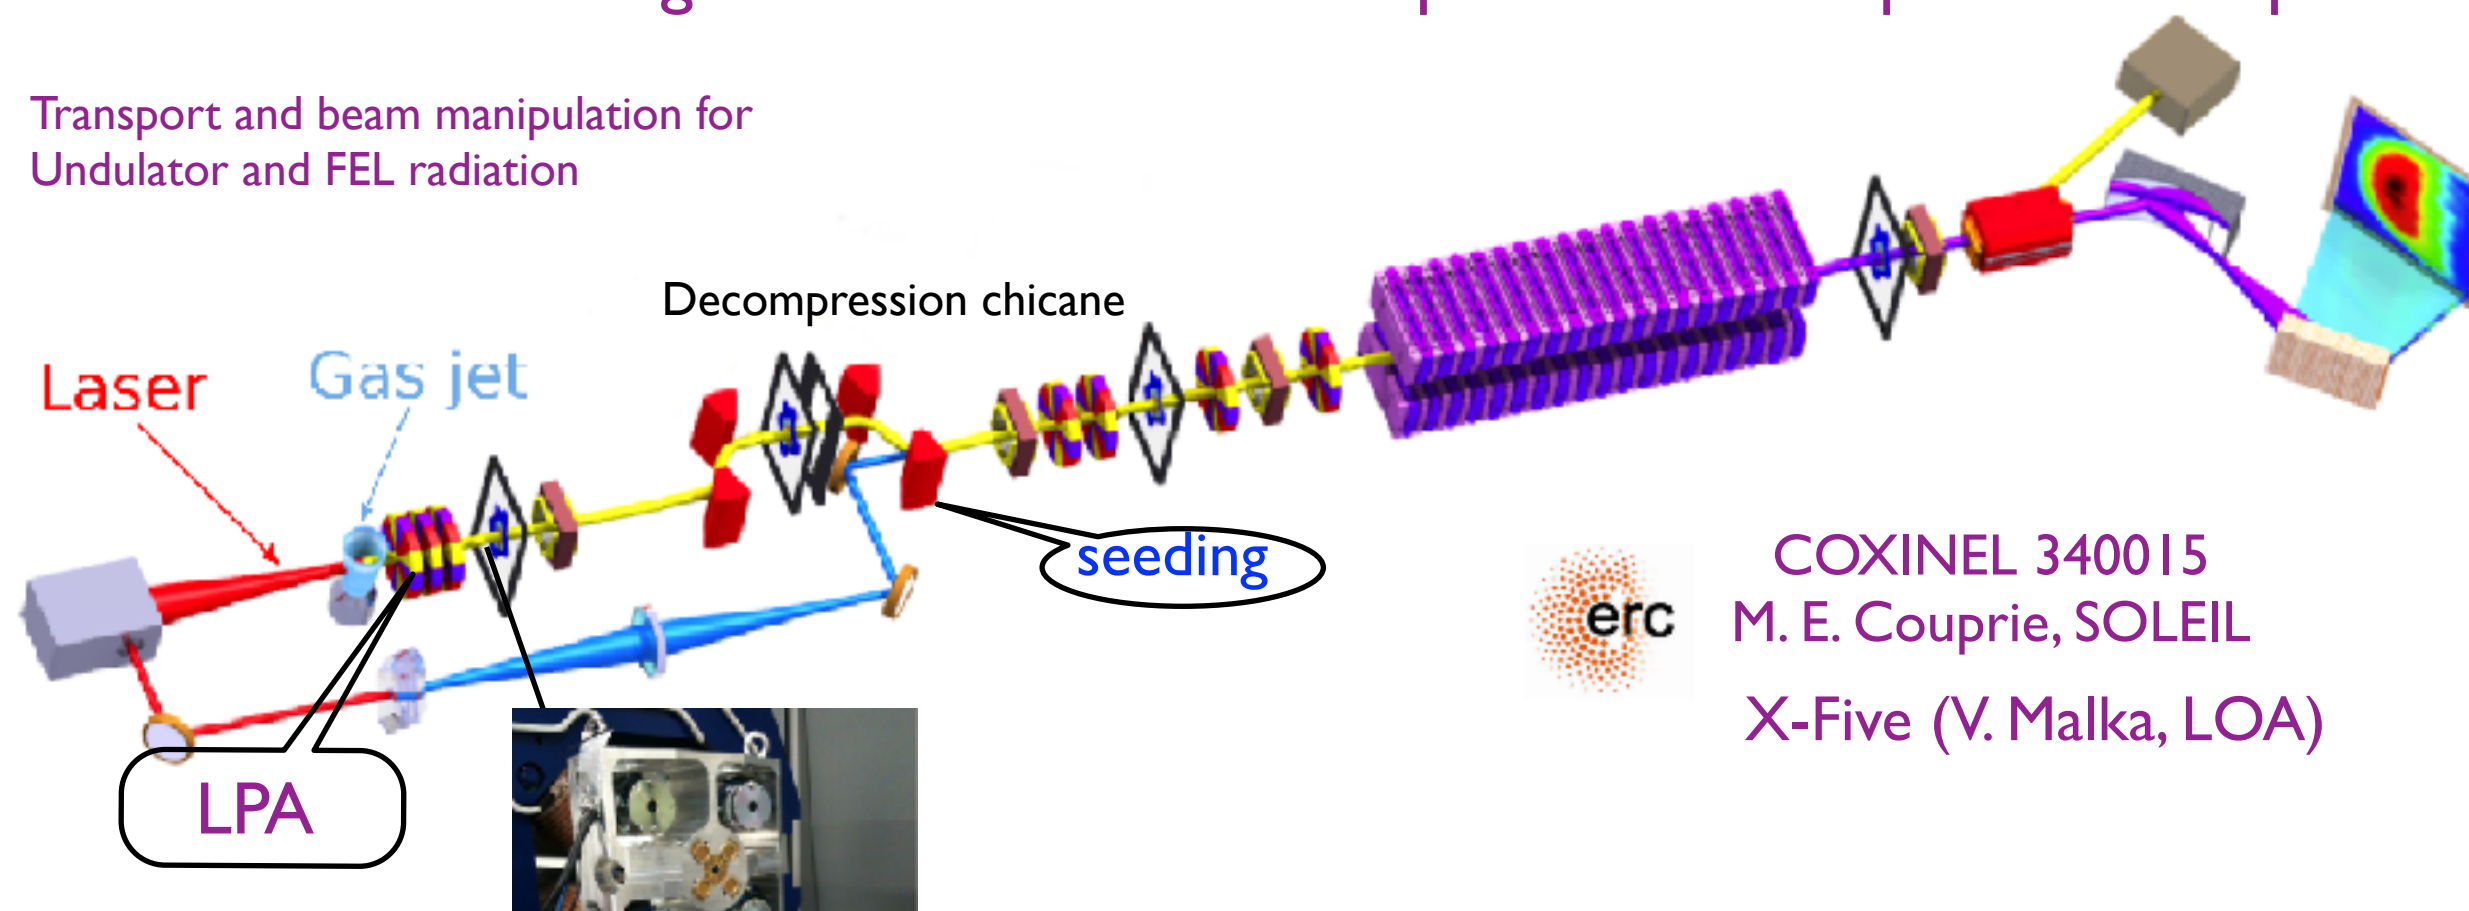 Transport and beam manipulation for
Undulator and FEL radiation
Decompression chicane
Laser
Gas jet
seeding
LPA
erc
COXINEL 340015
M. E. Couprie, SOLEIL
X-Five (V. Malka, LOA)